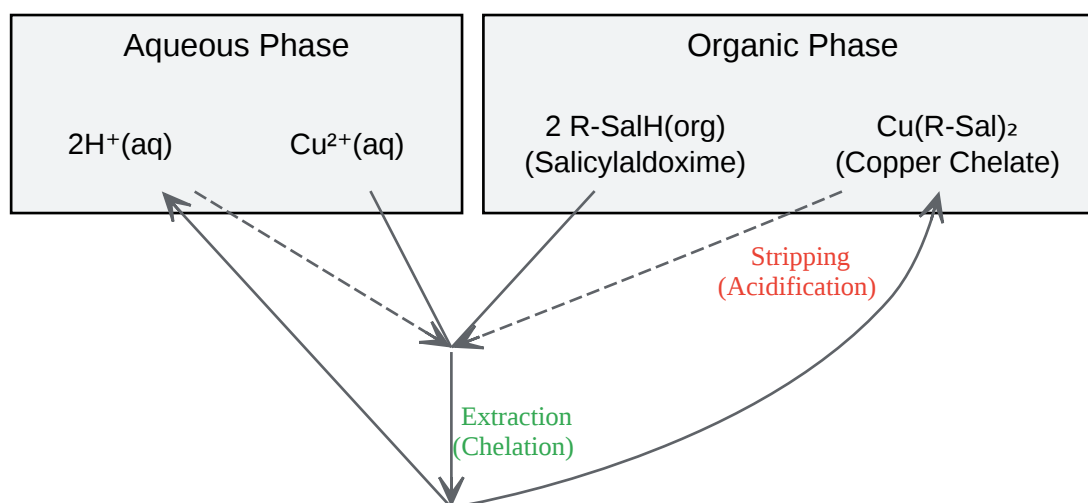 Aqueous Phase
Organic Phase
2H⁺(aq)
Cu²⁺(aq)
2 R-SalH(org)
(Salicylaldoxime)
Cu(R-Sal)₂
(Copper Chelate)
Stripping
(Acidification)
Extraction
(Chelation)